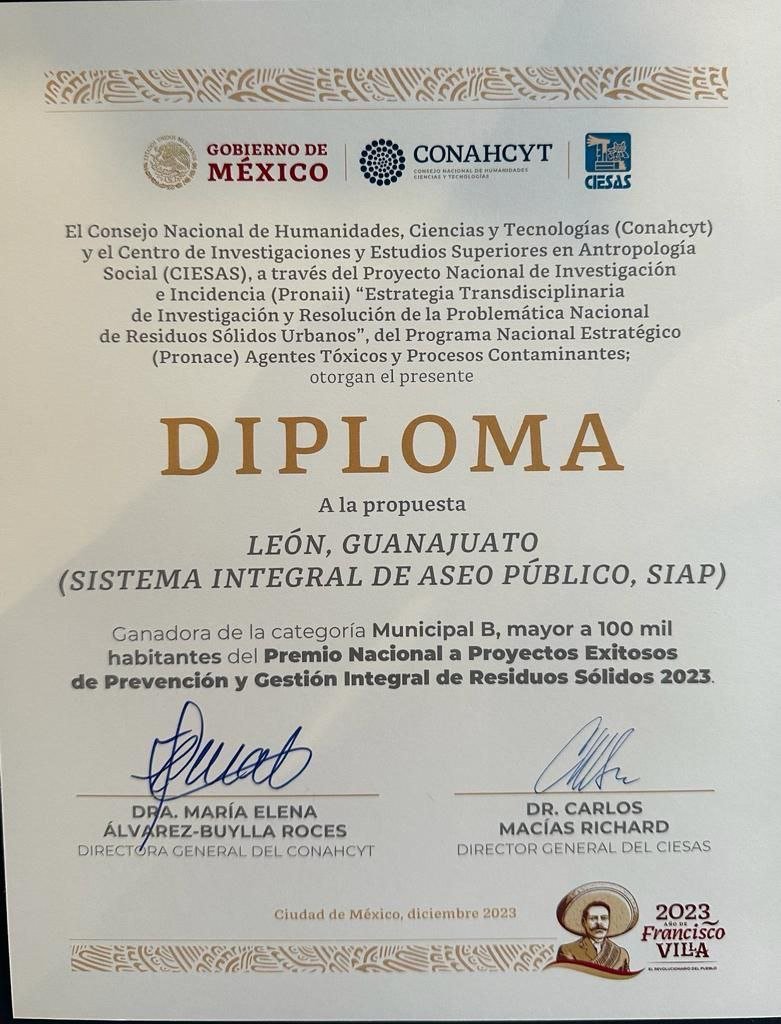 GOBIERNO DE
MÉXICO
CONAHCYT
CONSEJO NACIONAL DE HUMANIDADES
CIENCIAS Y TECNOLOGÍAS
CIESAS
El Consejo Nacional de Humanidades, Ciencias y Tecnologías (Conahcyt)
y el Centro de Investigaciones y Estudios Superiores en Antropología
Social (CIESAS), a través del Proyecto Nacional de Investigación
e Incidencia (Pronaii) “Estrategia Transdisciplinaria
de Investigación y Resolución de la Problemática Nacional
de Residuos Sólidos Urbanos”, del Programa Nacional Estratégico
(Pronace) Agentes Tóxicos y Procesos Contaminantes;
otorgan el presente
DIPLOMA
A la propuesta
LEÓN, GUANAJUATO
(SISTEMA INTEGRAL DE ASEO PÚBLICO, SIAP)
Ganadora de la categoría Municipal B, mayor a 100 mil
habitantes del Premio Nacional a Proyectos Exitosos
de Prevención y Gestión Integral de Residuos Sólidos 2023.
DRA. MARÍA ELENA
ÁLVAREZ-BUYLLA ROCES
DIRECTORA GENERAL DEL CONAHCYT
DR. CARLOS
MACÍAS RICHARD
DIRECTOR GENERAL DEL CIESAS
Ciudad de México, diciembre 2023
2023
AÑO DE
Francisco
VILLA
EL REVOLUCIONARIO DEL PUEBLO